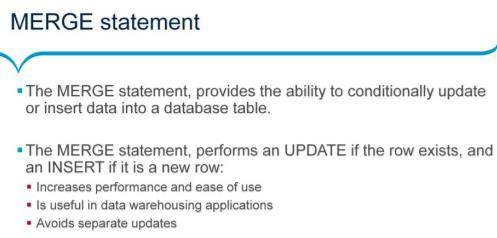 MERGE statement
The MERGE statement, provides the ability to conditionally update
or insert data into a database table.
The MERGE statement, performs an UPDATE if the row exists, and
an INSERT if it is a new row:
Increases performance and ease of use
Is useful in data warehousing applications
Avoids separate updates